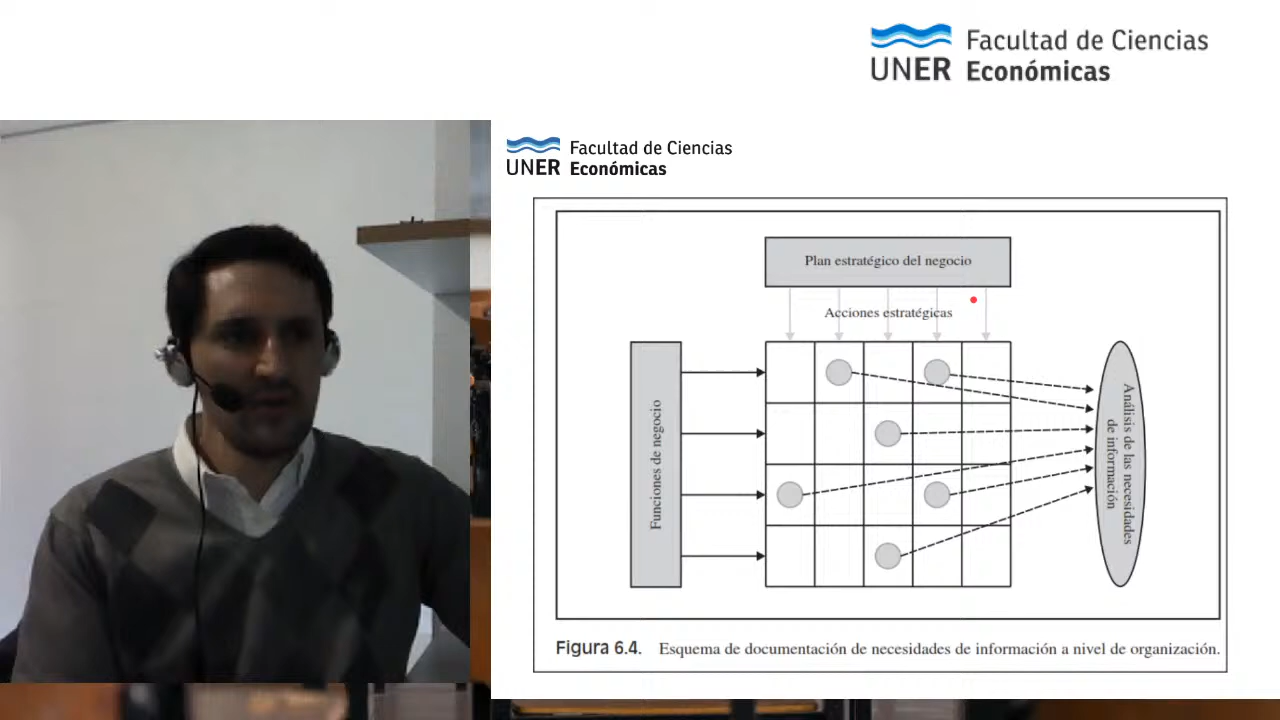 Facultad de Ciencias
UNER Económicas
Facultad de Ciencias
UNER Económicas
Plan estratégico del negocio
Acciones estratégicas
Funciones de negocio
Análisis de las necesidades
de información
Figura 6.4. Esquema de documentación de necesidades de información a nivel de organización.